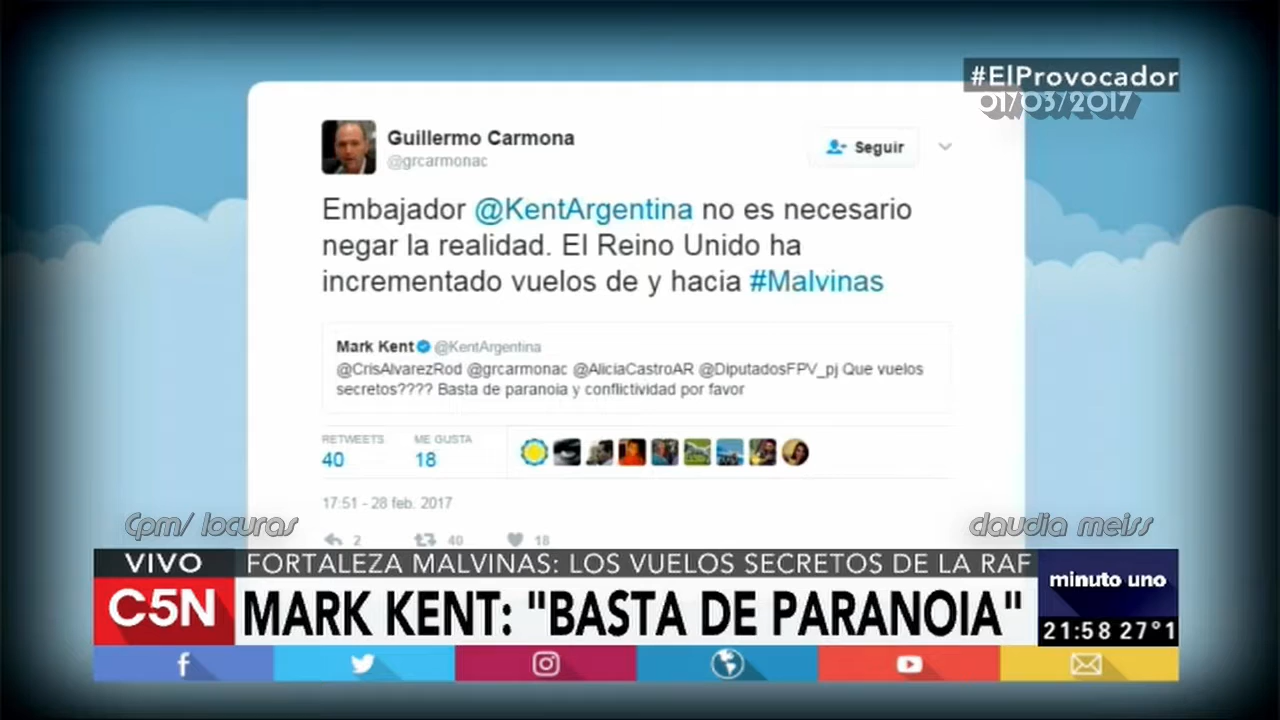 #ElProvocador
01/03/2017
Guillermo Carmona
@grcarmonac
Seguir
Embajador @KentArgentina no es necesario
negar la realidad. El Reino Unido ha
incrementado vuelos de y hacia #Malvinas
Mark Kent @KentArgentina
@CrisAlvarezRod @grcarmonac @AliciaCastroAR @DiputadosFPV_pj Que vuelos
secretos???? Basta de paranoia y conflictividad por favor
RETWEETS ME GUSTA
40 18
17:51 - 28 feb. 2017
2 40 18
Cpm/ locuras
claudia meiss
VIVO
FORTALEZA MALVINAS: LOS VUELOS SECRETOS DE LA RAF
C5N
MARK KENT: "BASTA DE PARANOIA"
minuto uno
21:58 27°1